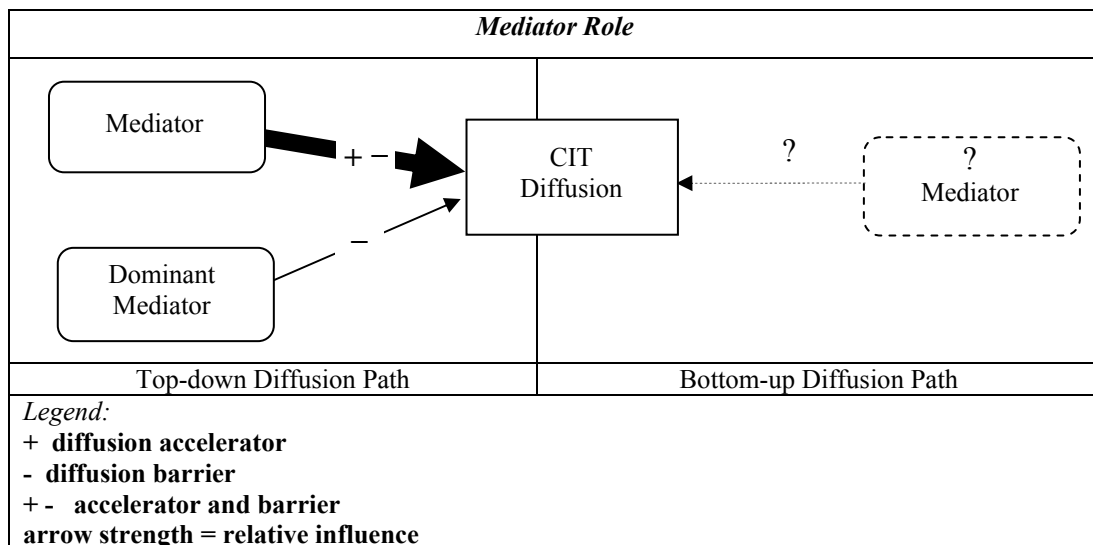 Mediator Role
Mediator
+ −
CIT
Diffusion
?
?
Mediator
−
Dominant
Mediator
Top-down Diffusion Path
Bottom-up Diffusion Path
Legend:
+ diffusion accelerator
- diffusion barrier
+ - accelerator and barrier
arrow strength = relative influence